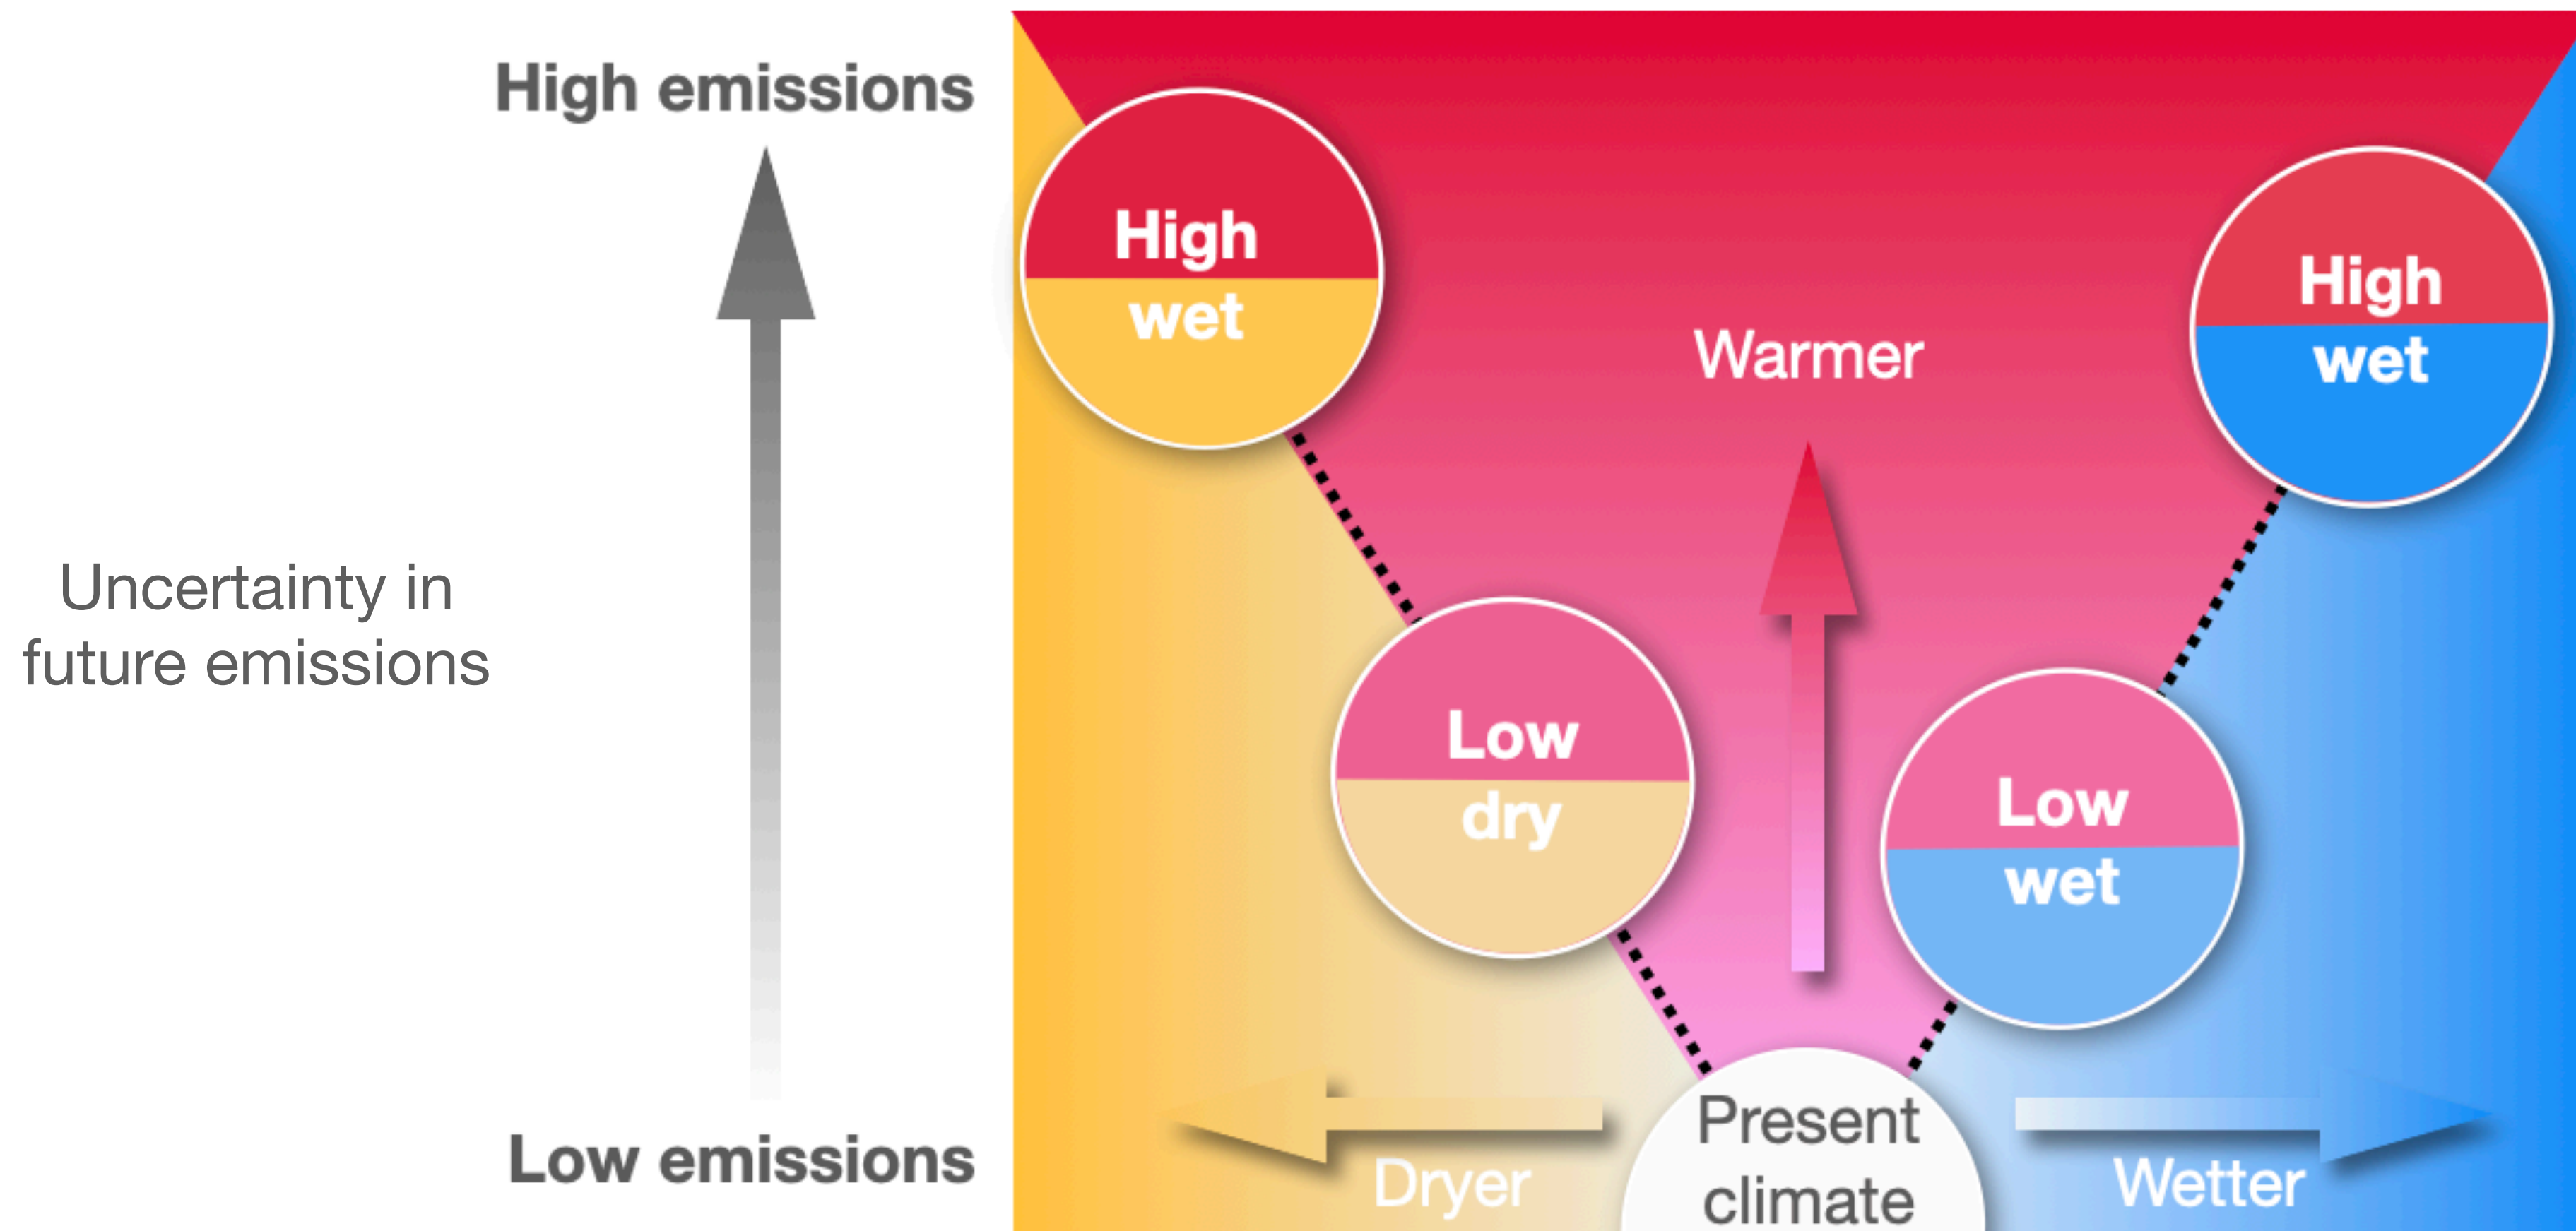 High emissions
Uncertainty in
future emissions
Low emissions
High
wet
High
wet
Warmer
Low
dry
Low
wet
Dryer
Present
climate
Wetter